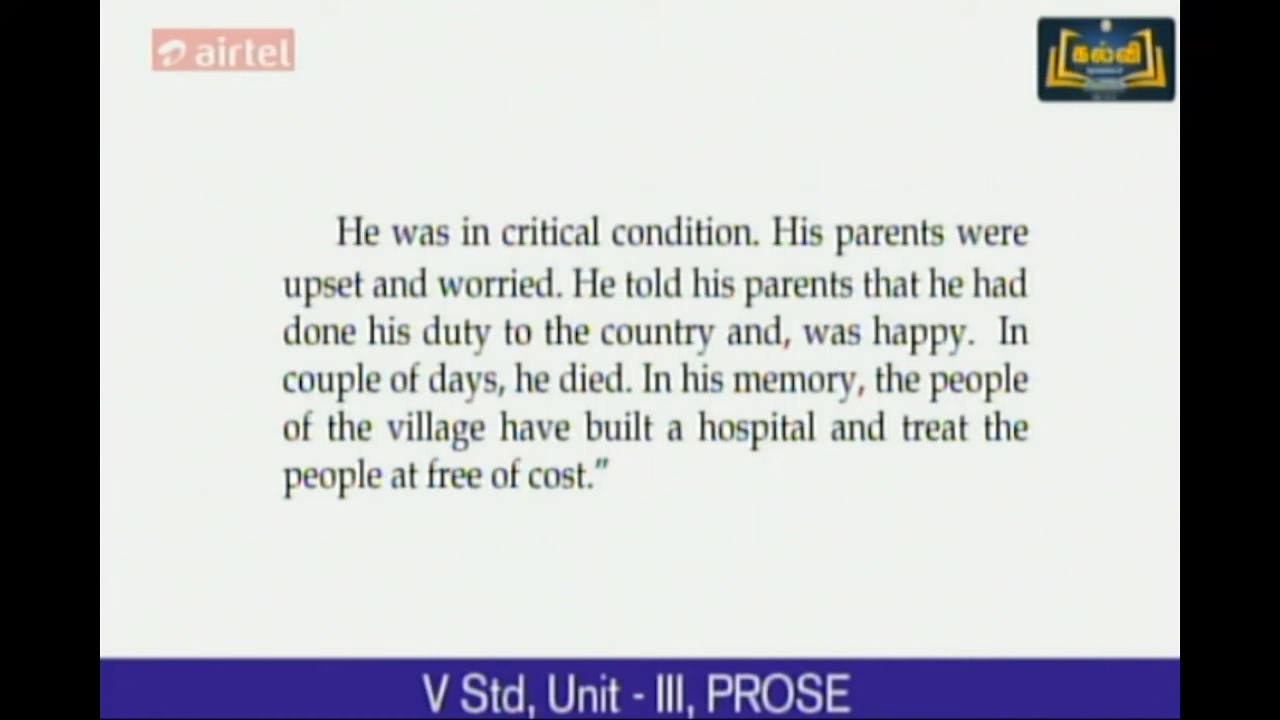 airtel
கல்வி
He was in critical condition. His parents were
upset and worried. He told his parents that he had
done his duty to the country and, was happy. In
couple of days, he died. In his memory, the people
of the village have built a hospital and treat the
people at free of cost."
V Std, Unit - III, PROSE